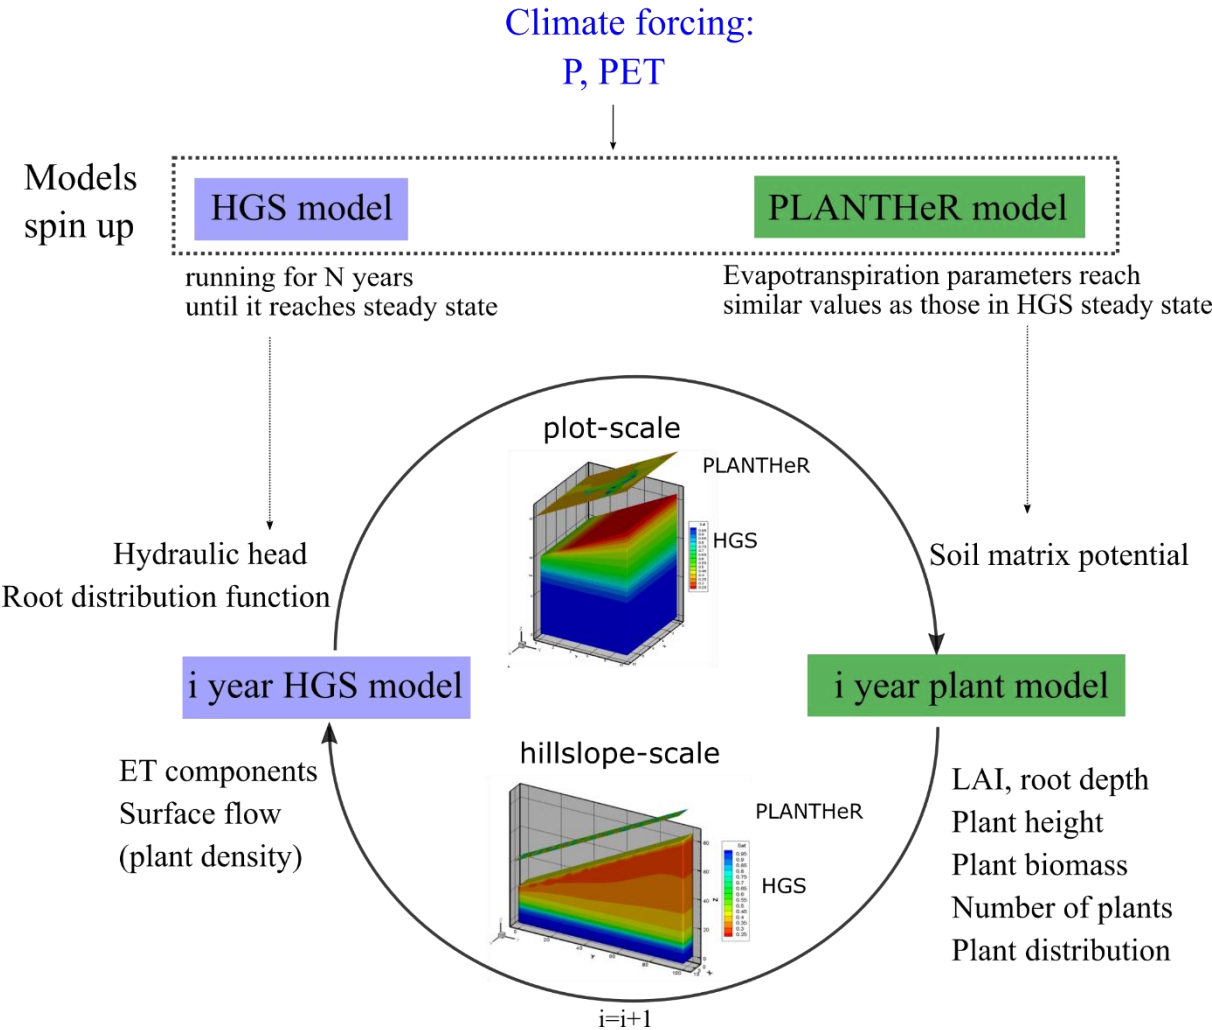 Climate forcing:
P, PET
Models
spin up
HGS model
PLANTHeR model
running for N years
until it reaches steady state
Evapotranspiration parameters reach
similar values as those in HGS steady state
plot-scale
PLANTHeR
HGS
Hydraulic head
Root distribution function
Soil matrix potential
i year HGS model
i year plant model
hillslope-scale
PLANTHeR
HGS
ET components
Surface flow
(plant density)
LAI, root depth
Plant height
Plant biomass
Number of plants
Plant distribution
i=i+1